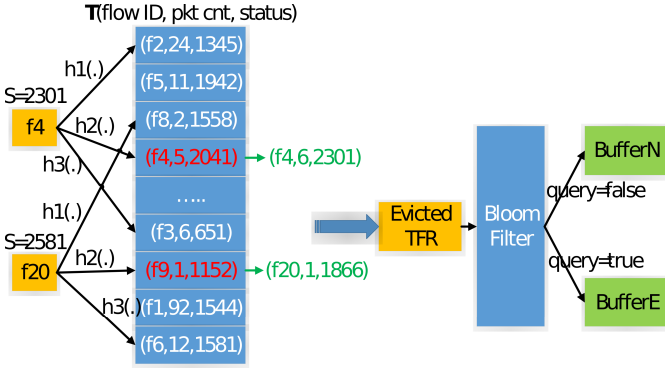 T(flow ID, pkt cnt, status)
(f2,24,1345)
h1(.)
(f5,11,1942)
S=2301
f4
(f8,2,1558)
h2(.)
(f4,5,2041)
(f4,6,2301)
h3(.)
.....
h1(.)
(f3,6,651)
S=2581
f20
h2(.)
(f9,1,1152)
(f20,1,1866)
h3(.)
(f1,92,1544)
(f6,12,1581)
Evicted
TFR
Bloom
Filter
BufferN
query=false
query=true
BufferE